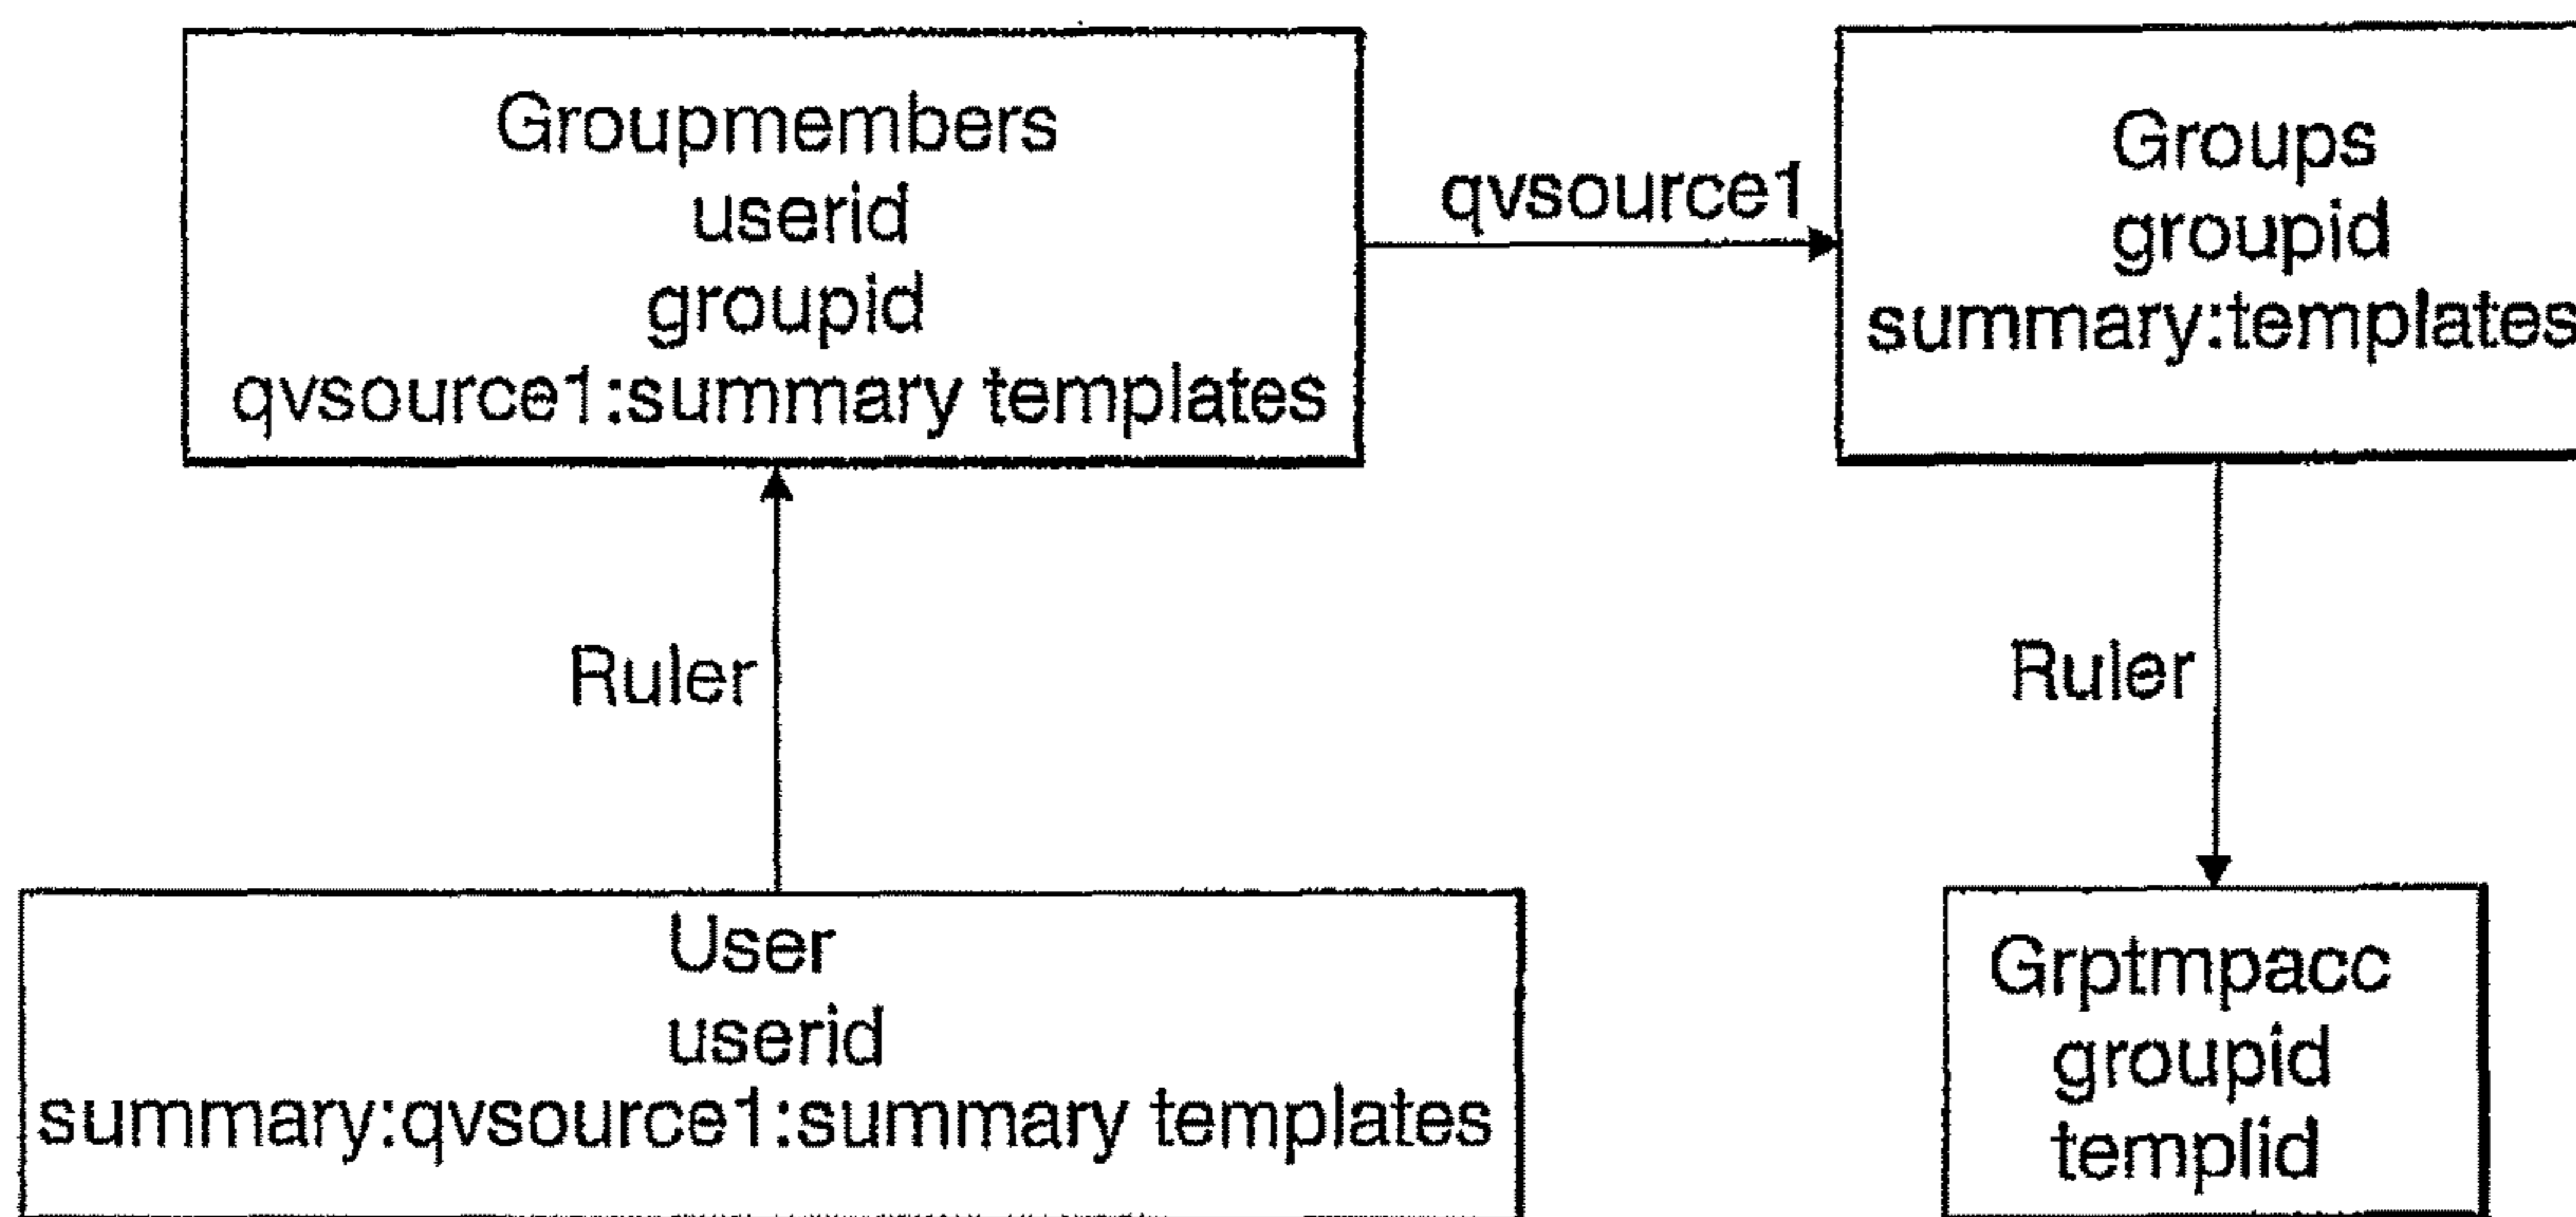 Groupmembers
userid
groupid
qvsource1:summary templates
qvsource1
Groups
groupid
summary:templates
Ruler
Ruler
User
userid
summary:qvsource1:summary templates
Grptmpacc
groupid
templid